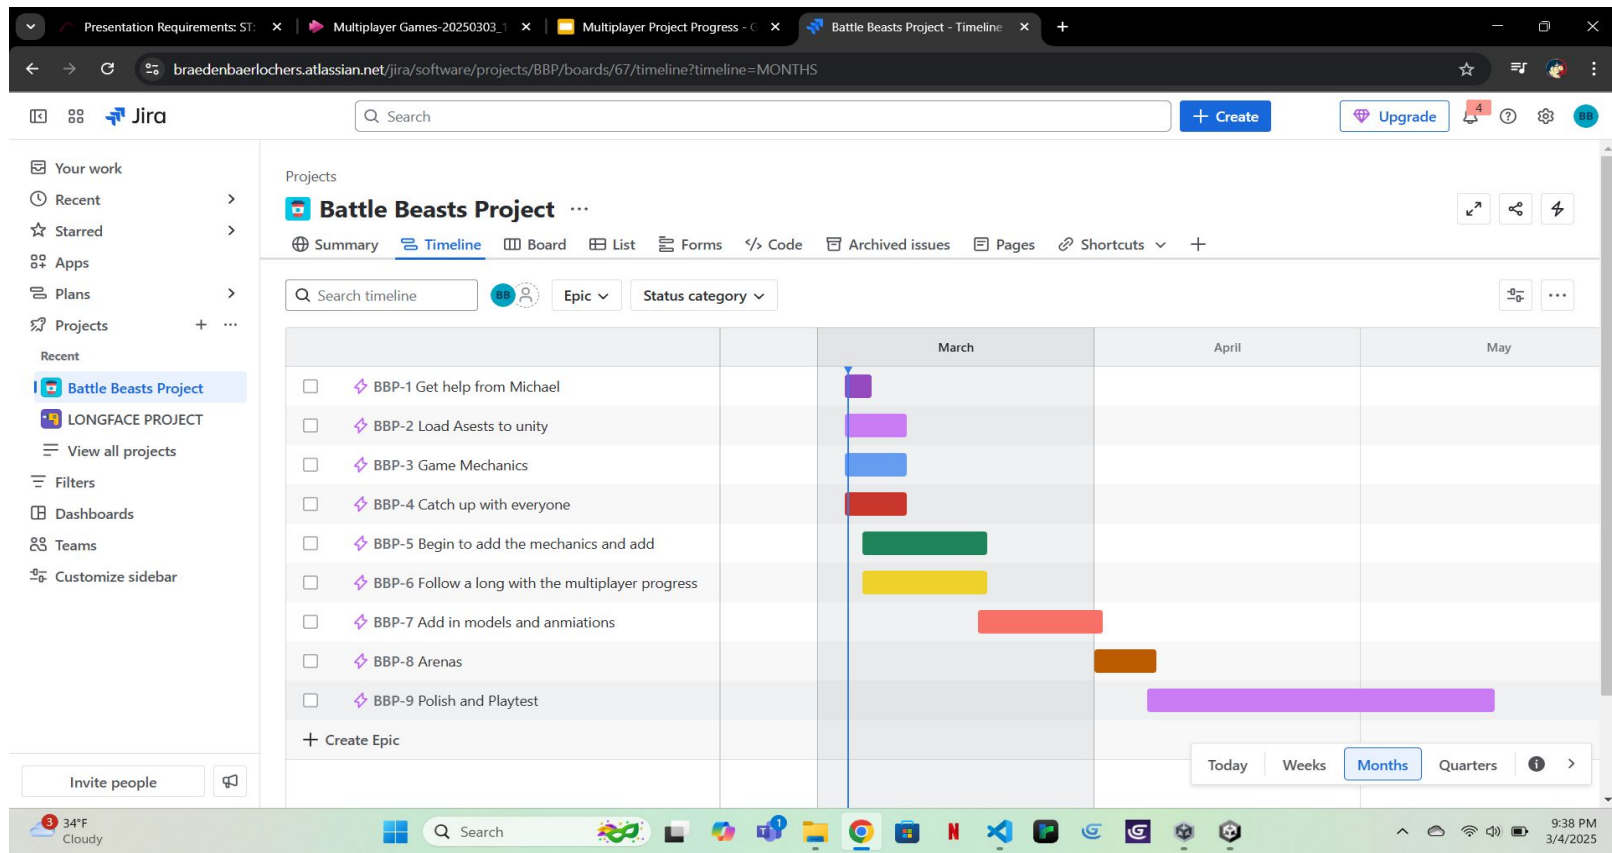 Presentation Requirements: ST:
Multiplayer Games-20250303_1
Multiplayer Project Progress - G
Battle Beasts Project - Timeline
braedenbaerlochers.atlassian.net/jira/software/projects/BBP/boards/67/timeline?timeline=MONTHS
Jira
Search
Create
Upgrade
4
BB
Your work
Recent
Starred
Apps
Plans
Projects
Recent
Battle Beasts Project
LONGFACE PROJECT
View all projects
Filters
Dashboards
Teams
Customize sidebar
Invite people
Projects
Battle Beasts Project
Summary Timeline Board List Forms Code Archived issues Pages Shortcuts
Search timeline BB Epic Status category
March April May
BBP-1 Get help from Michael
BBP-2 Load Asests to unity
BBP-3 Game Mechanics
BBP-4 Catch up with everyone
BBP-5 Begin to add the mechanics and add
BBP-6 Follow a long with the multiplayer progress
BBP-7 Add in models and anmiations
BBP-8 Arenas
BBP-9 Polish and Playtest
Create Epic
Today Weeks Months Quarters
3
34°F
Cloudy
Search
1
9:38 PM
3/4/2025